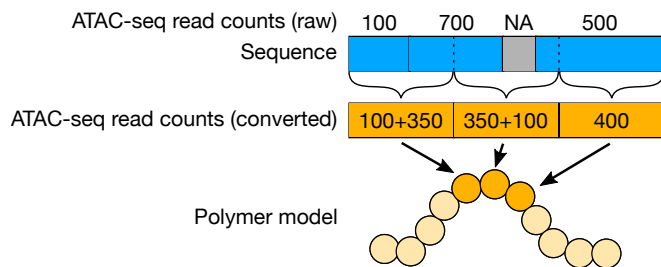 ATAC-seq read counts (raw) 100 700 NA 500
Sequence
ATAC-seq read counts (converted) 100+350 350+100 400
Polymer model